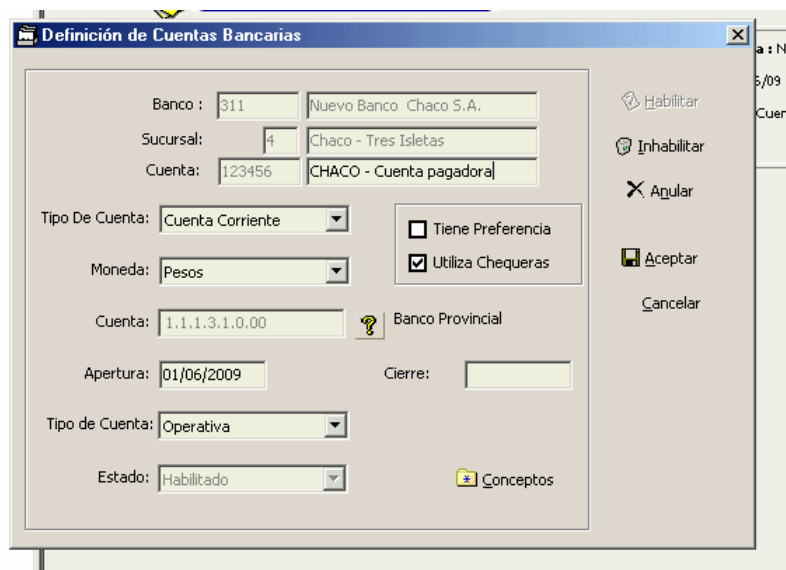 Definición de Cuentas Bancarias
a : N
Banco : 311 Nuevo Banco Chaco S.A.
Habilitar
6/09
Sucursal: 4 Chaco - Tres Isletas
Inhabilitar
Cuen
Cuenta: 123456 CHACO - Cuenta pagadora
Anular
Tipo De Cuenta: Cuenta Corriente
Tiene Preferencia
Moneda: Pesos
Utiliza Chequeras
Aceptar
Cancelar
Cuenta: 1.1.1.3.1.0.00 ? Banco Provincial
Apertura: 01/06/2009 Cierre:
Tipo de Cuenta: Operativa
Estado: Habilitado
Conceptos